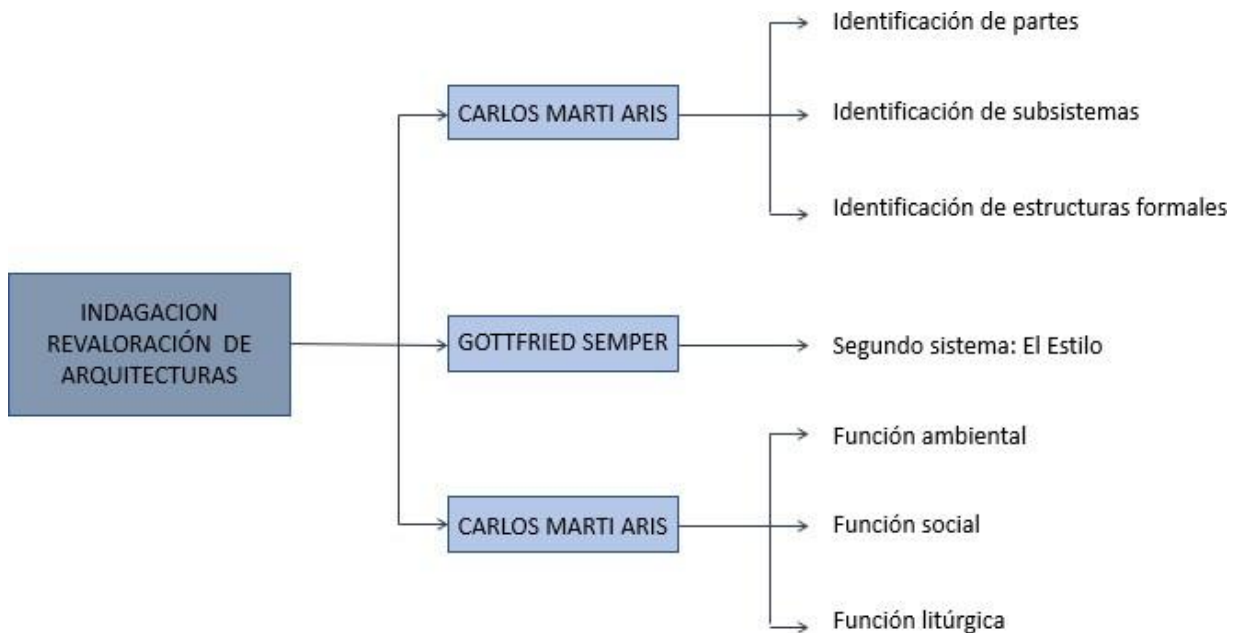 Identificación de partes
CARLOS MARTI ARIS
Identificación de subsistemas
Identificación de estructuras formales
INDAGACION
REVALORACIÓN DE
ARQUITECTURAS
GOTTFRIED SEMPER
Segundo sistema: El Estilo
Función ambiental
CARLOS MARTI ARIS
Función social
Función litúrgica